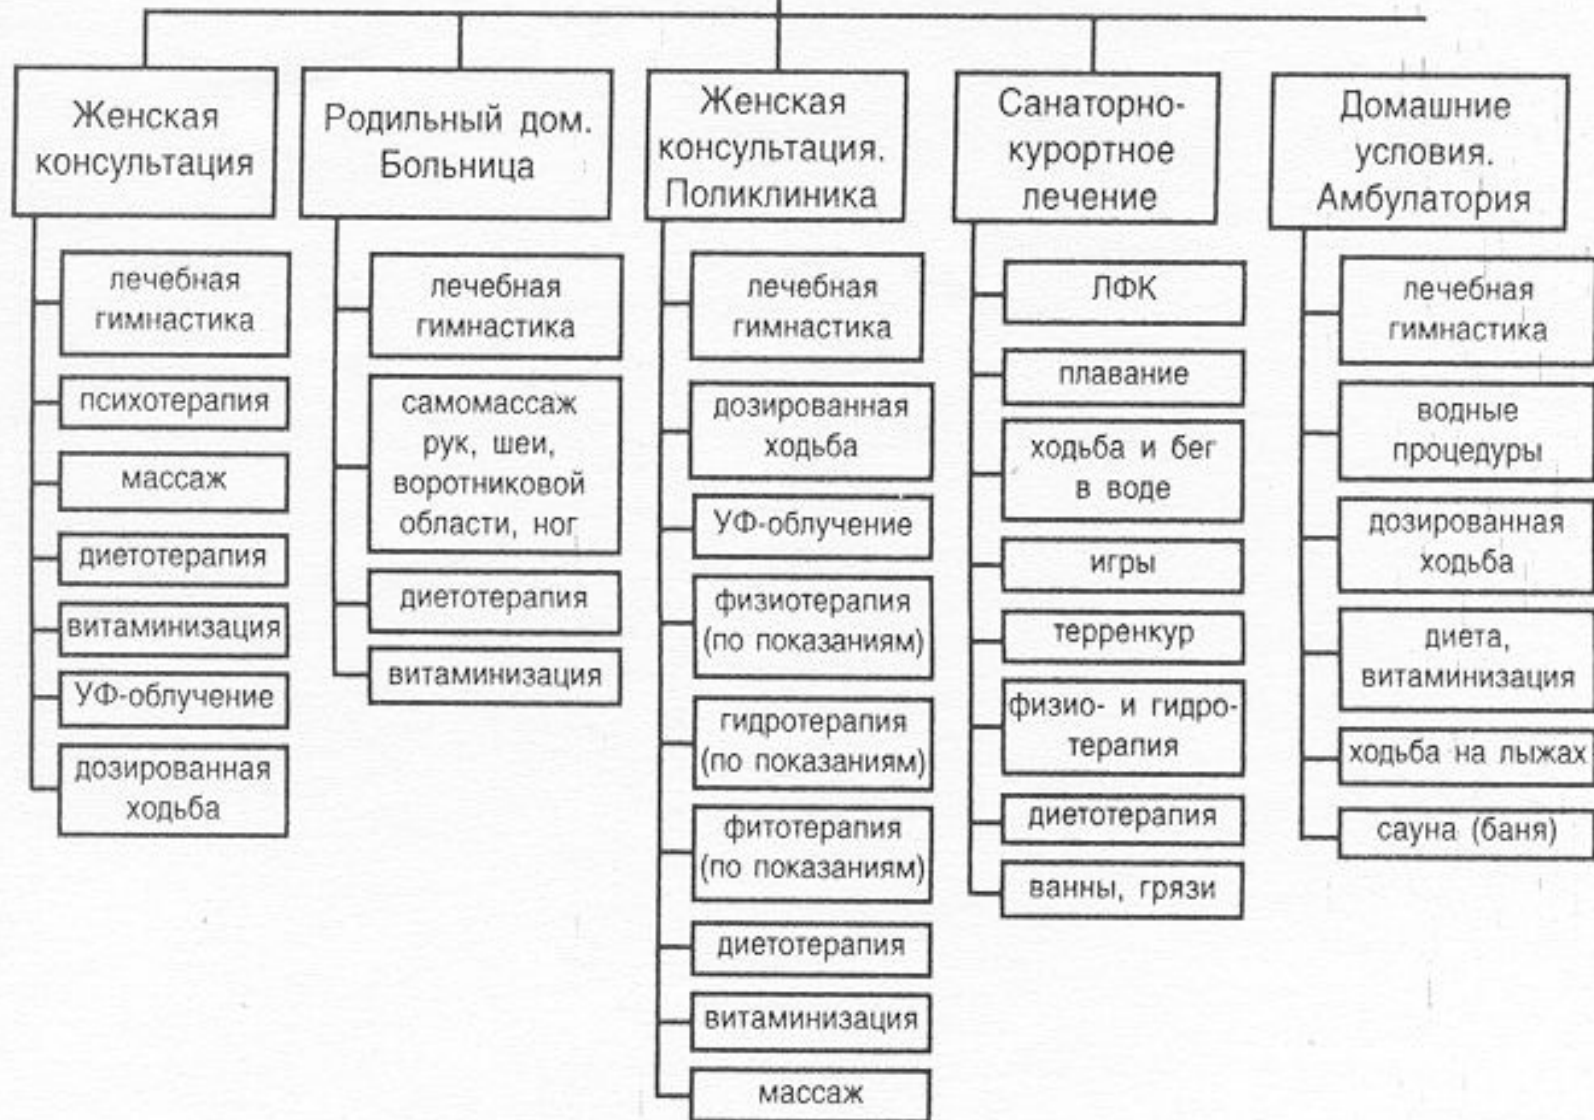 Женская
консультация
лечебная
гимнастика
психотерапия
массаж
диетотерапия
витаминизация
УФ-облучение
дозированная
ходьба
Родильный дом.
Больница
лечебная
гимнастика
самомассаж
рук, шеи,
воротниковой
области, ног
диетотерапия
витаминизация
Женская
консультация.
Поликлиника
лечебная
гимнастика
дозированная
ходьба
УФ-облучение
физиотерапия
(по показаниям)
гидротерапия
(по показаниям)
фитотерапия
(по показаниям)
диетотерапия
витаминизация
массаж
Санаторно-
курортное
лечение
ЛФК
плавание
ходьба и бег
в воде
игры
терренкур
физио- и гидро-
терапия
диетотерапия
ванны, грязи
Домашние
условия.
Амбулатория
лечебная
гимнастика
водные
процедуры
дозированная
ходьба
диета,
витаминизация
ходьба на лыжах
сауна (баня)